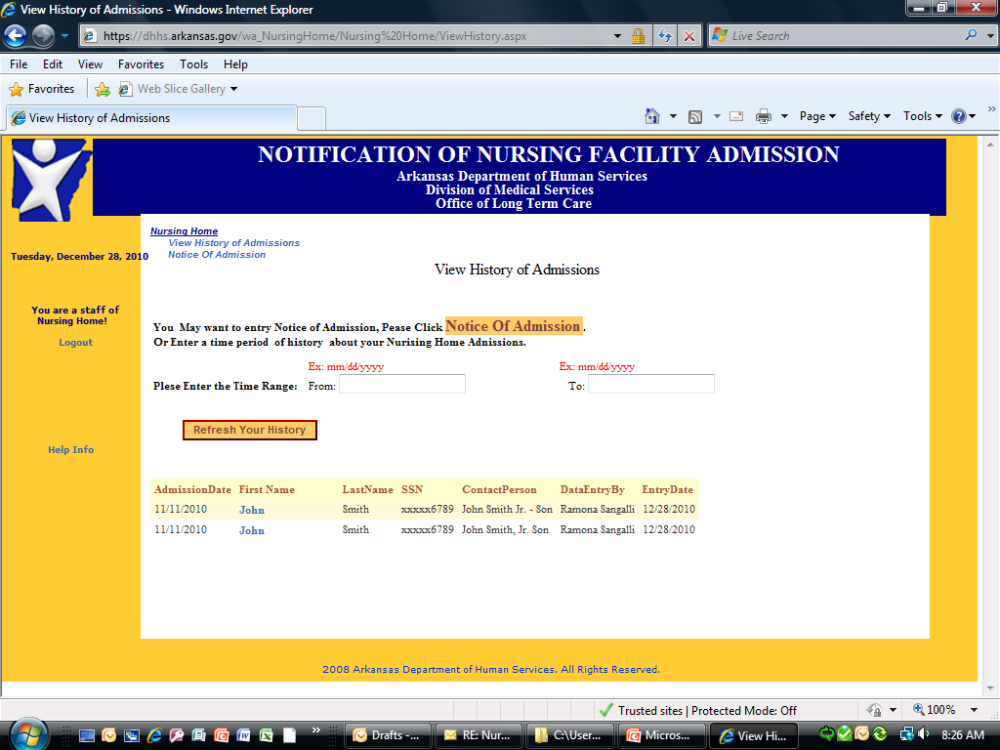 View History of Admissions - Windows Internet Explorer
https://dhhs.arkansas.gov/wa_NursingHome/Nursing%20Home/ViewHistory.aspx
Live Search
File Edit View Favorites Tools Help
Favorites Web Slice Gallery
View History of Admissions
Page Safety Tools
NOTIFICATION OF NURSING FACILITY ADMISSION
Arkansas Department of Human Services
Division of Medical Services
Office of Long Term Care
Nursing Home
View History of Admissions
Notice Of Admission
Tuesday, December 28, 2010
View History of Admissions
You are a staff of
Nursing Home!
Logout
Help Info
You May want to entry Notice of Admission, Pease Click Notice Of Admission .
Or Enter a time period of history about your Nurising Home Admissions.
Ex: mm/dd/yyyy Ex: mm/dd/yyyy
Plese Enter the Time Range: From: To:
Refresh Your History
AdmissionDate First Name LastName SSN ContactPerson DataEntryBy EntryDate
11/11/2010 John Smith xxxxx6789 John Smith Jr. - Son Ramona Sangalli 12/28/2010
11/11/2010 John Smith xxxxx6789 John Smith, Jr. Son Ramona Sangalli 12/28/2010
2008 Arkansas Department of Human Services. All Rights Reserved.
Trusted sites | Protected Mode: Off 100%
Drafts -... RE: Nur... C:\User... Micros... View Hi... 8:26 AM